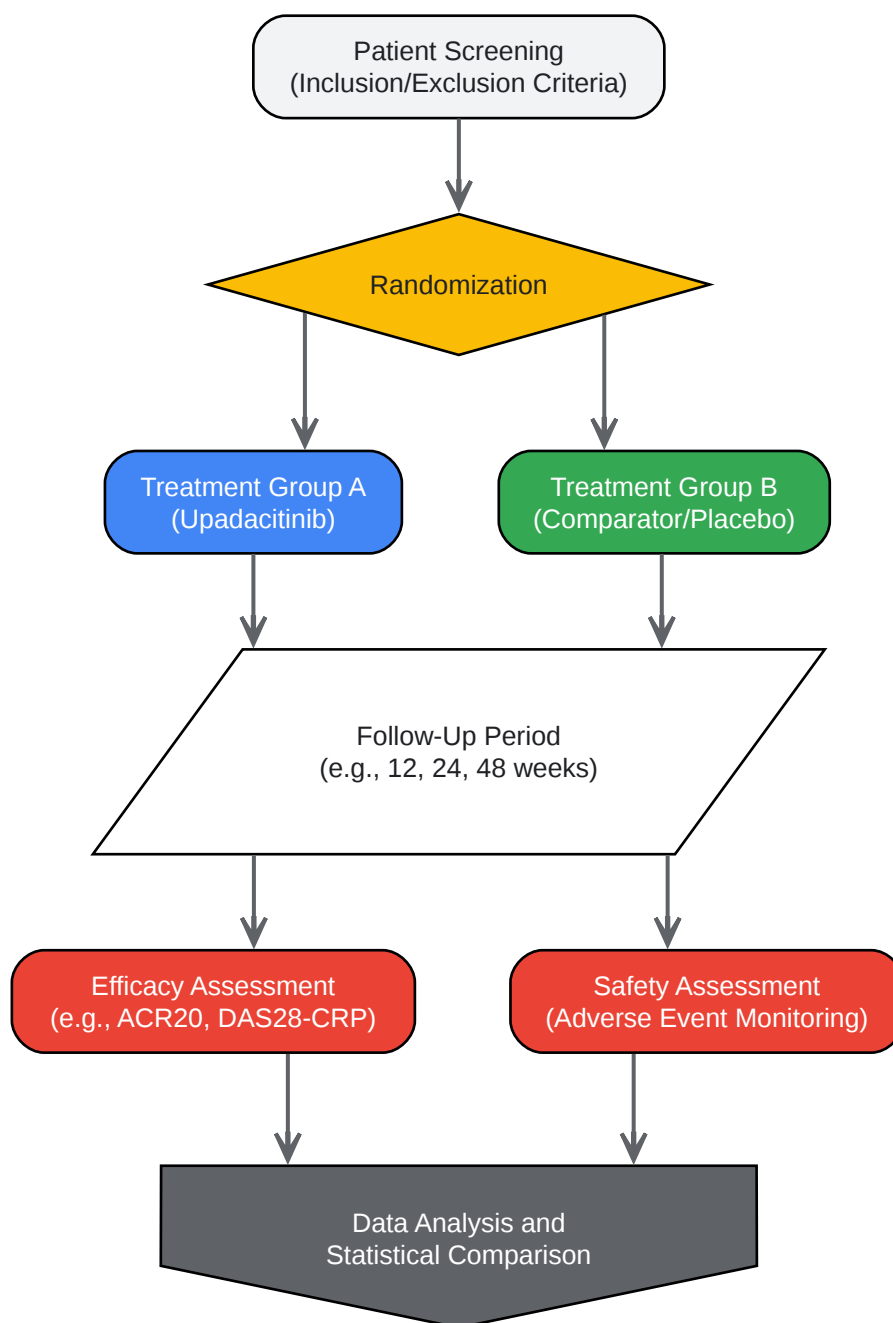 Patient Screening
(Inclusion/Exclusion Criteria)
Randomization
Treatment Group A
(Upadacitinib)
Treatment Group B
(Comparator/Placebo)
Follow-Up Period
(e.g., 12, 24, 48 weeks)
Efficacy Assessment
(e.g., ACR20, DAS28-CRP)
Safety Assessment
(Adverse Event Monitoring)
Data Analysis and
Statistical Comparison